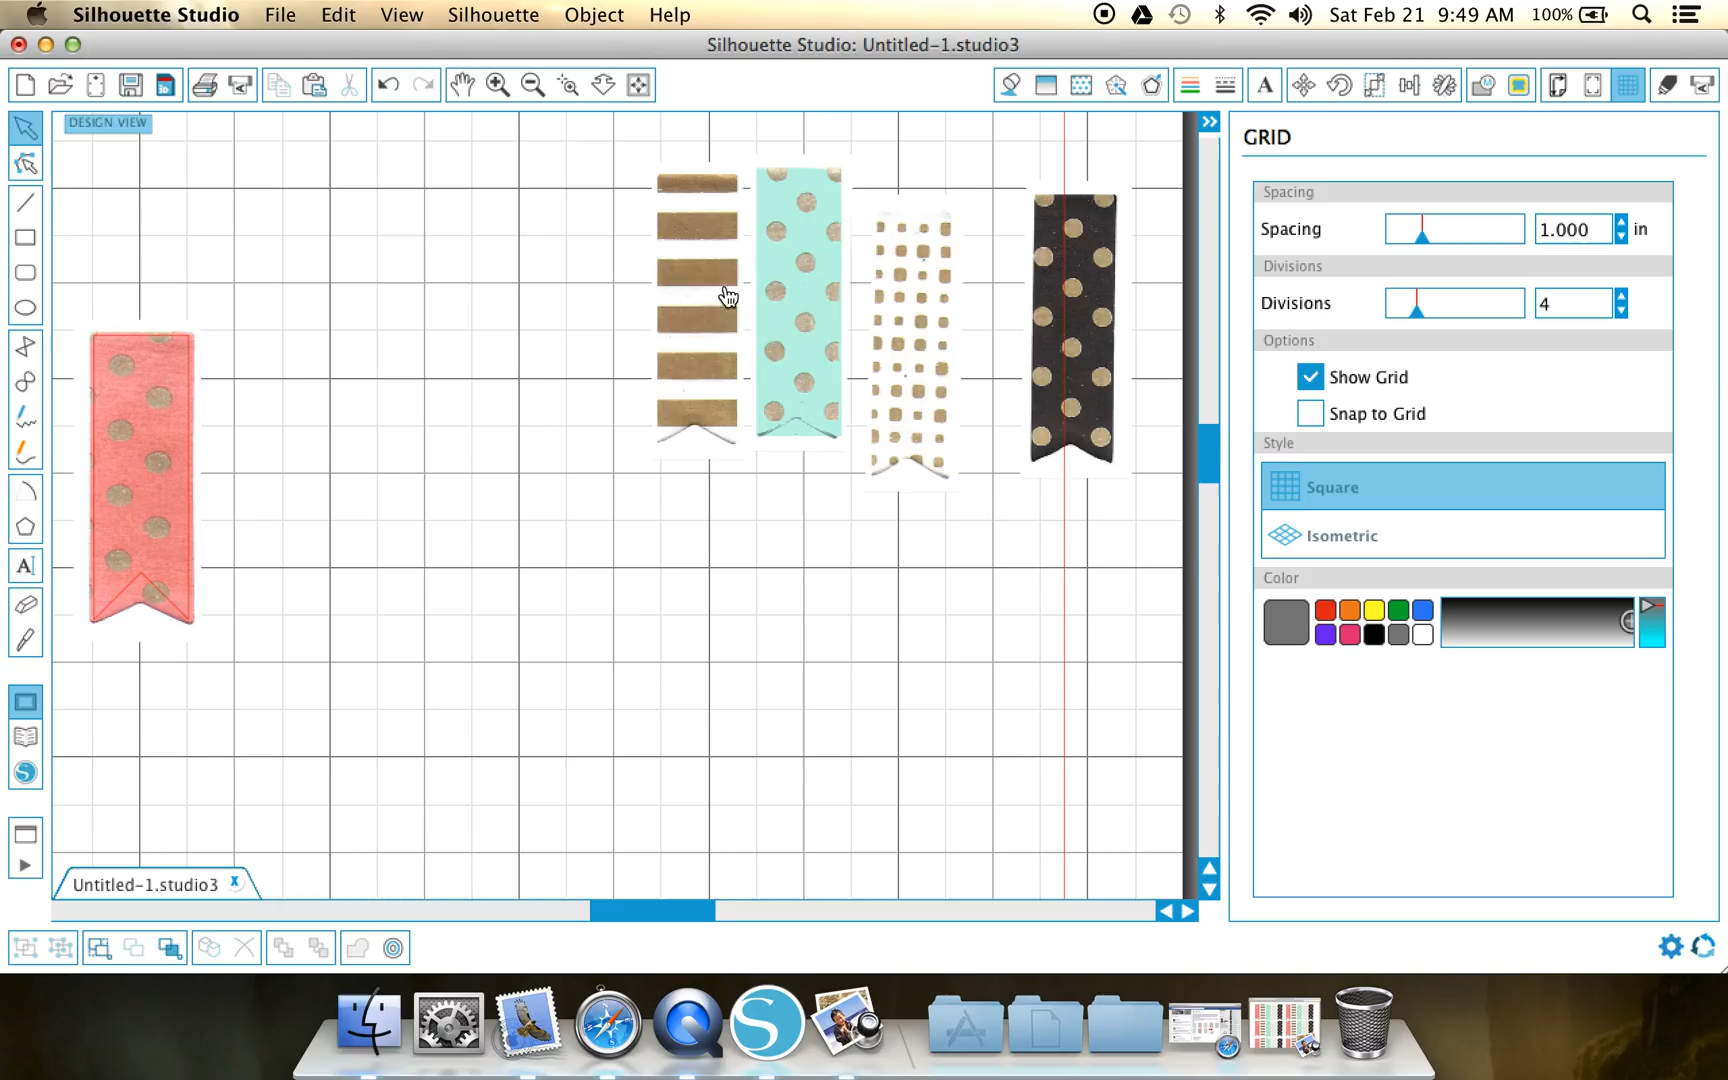 Silhouette Studio File Edit View Silhouette Object Help Sat Feb 21 9:49 AM 100%
Silhouette Studio: Untitled-1.studio3
DESIGN VIEW
GRID
Spacing
Spacing 1.000 in
Divisions
Divisions 4
Options
Show Grid
Snap to Grid
Style
Square
Isometric
Color
Untitled-1.studio3 x